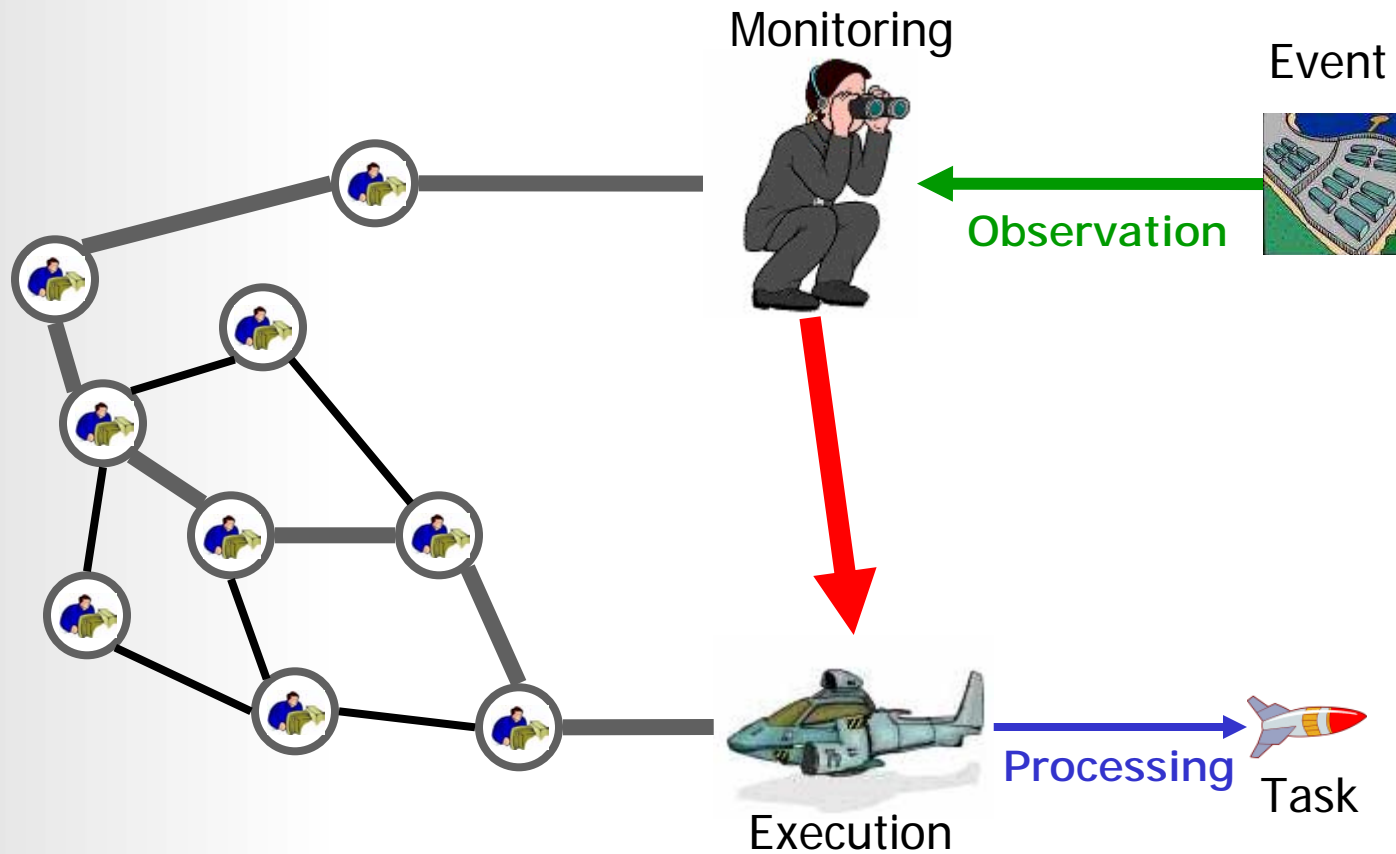 Monitoring
Event
Observation
Processing
Task
Execution